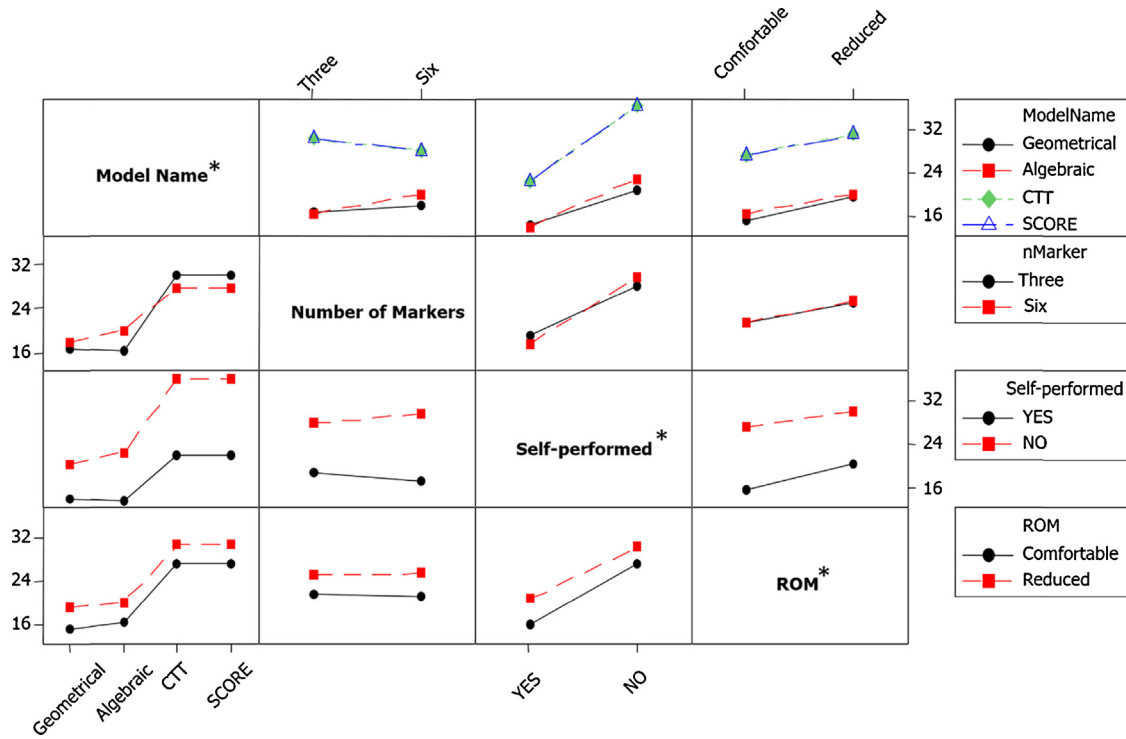 Three
Six
Comfortable
Reduced
Model Name*
32
24
16
ModelName
Geometrical
Algebraic
CTT
SCORE
32
24
16
Number of Markers
nMarker
Three
Six
Self-performed*
32
24
16
Self-performed
YES
NO
32
24
16
ROM*
ROM
Comfortable
Reduced
Geometrical
Algebraic
CTT
SCORE
YES
NO